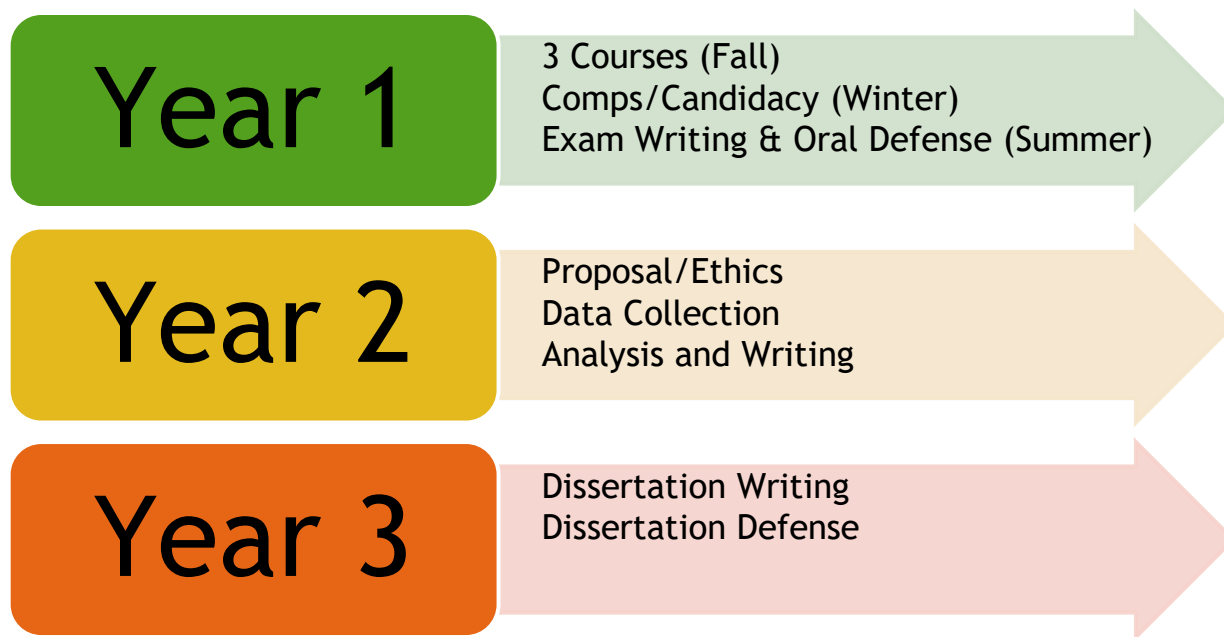 Year 1
3 Courses (Fall)
Comps/Candidacy (Winter)
Exam Writing & Oral Defense (Summer)
Year 2
Proposal/Ethics
Data Collection
Analysis and Writing
Year 3
Dissertation Writing
Dissertation Defense